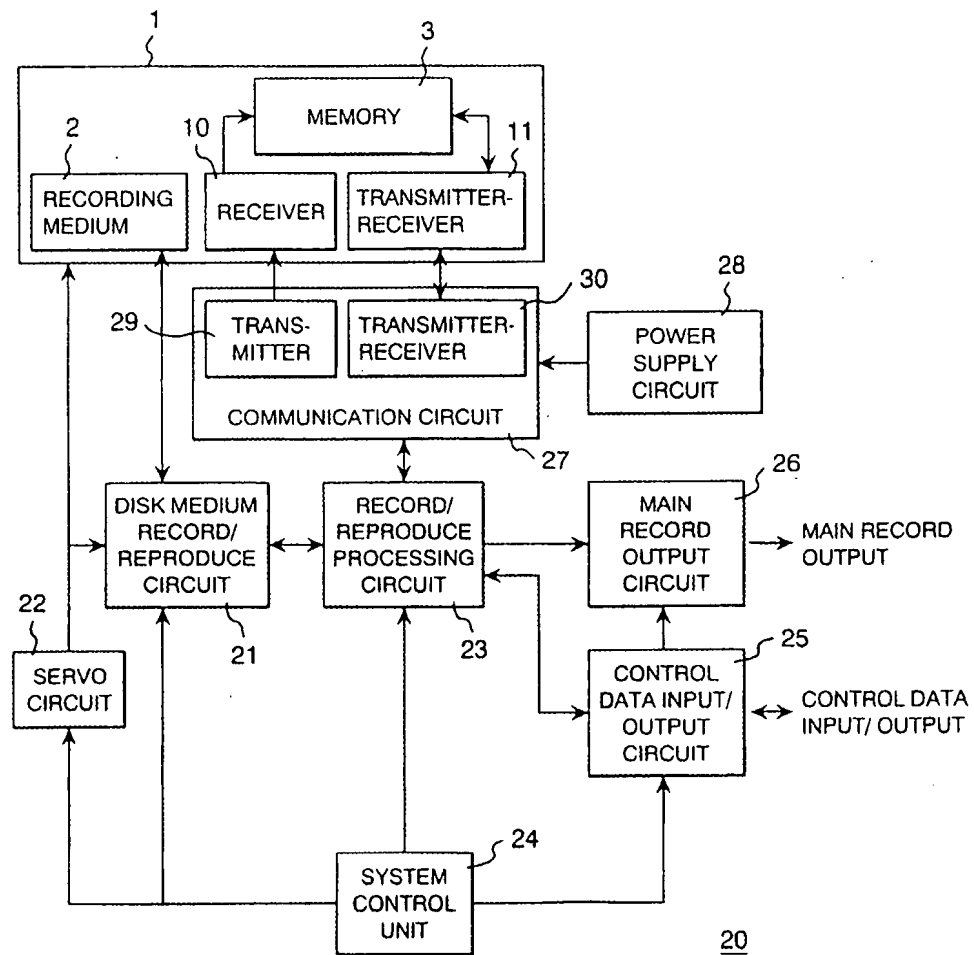 1
3
MEMORY
2
10
11
RECORDING
MEDIUM
RECEIVER
TRANSMITTER-
RECEIVER
29
TRANS-
MITTER
30
TRANSMITTER-
RECEIVER
28
POWER
SUPPLY
CIRCUIT
COMMUNICATION CIRCUIT
27
DISK MEDIUM
RECORD/
REPRODUCE
CIRCUIT
21
RECORD/
REPRODUCE
PROCESSING
CIRCUIT
23
26
MAIN
RECORD
OUTPUT
CIRCUIT
MAIN RECORD
OUTPUT
22
SERVO
CIRCUIT
25
CONTROL
DATA INPUT/
OUTPUT
CIRCUIT
CONTROL DATA
INPUT/ OUTPUT
24
SYSTEM
CONTROL
UNIT
20